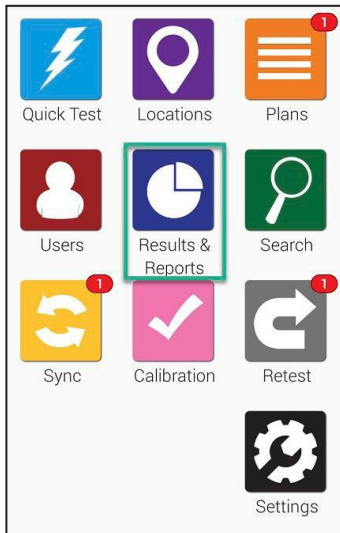 1
Quick Test
Locations
Plans
Users
Results &
Reports
Search
1
1
Sync
Calibration
Retest
Settings